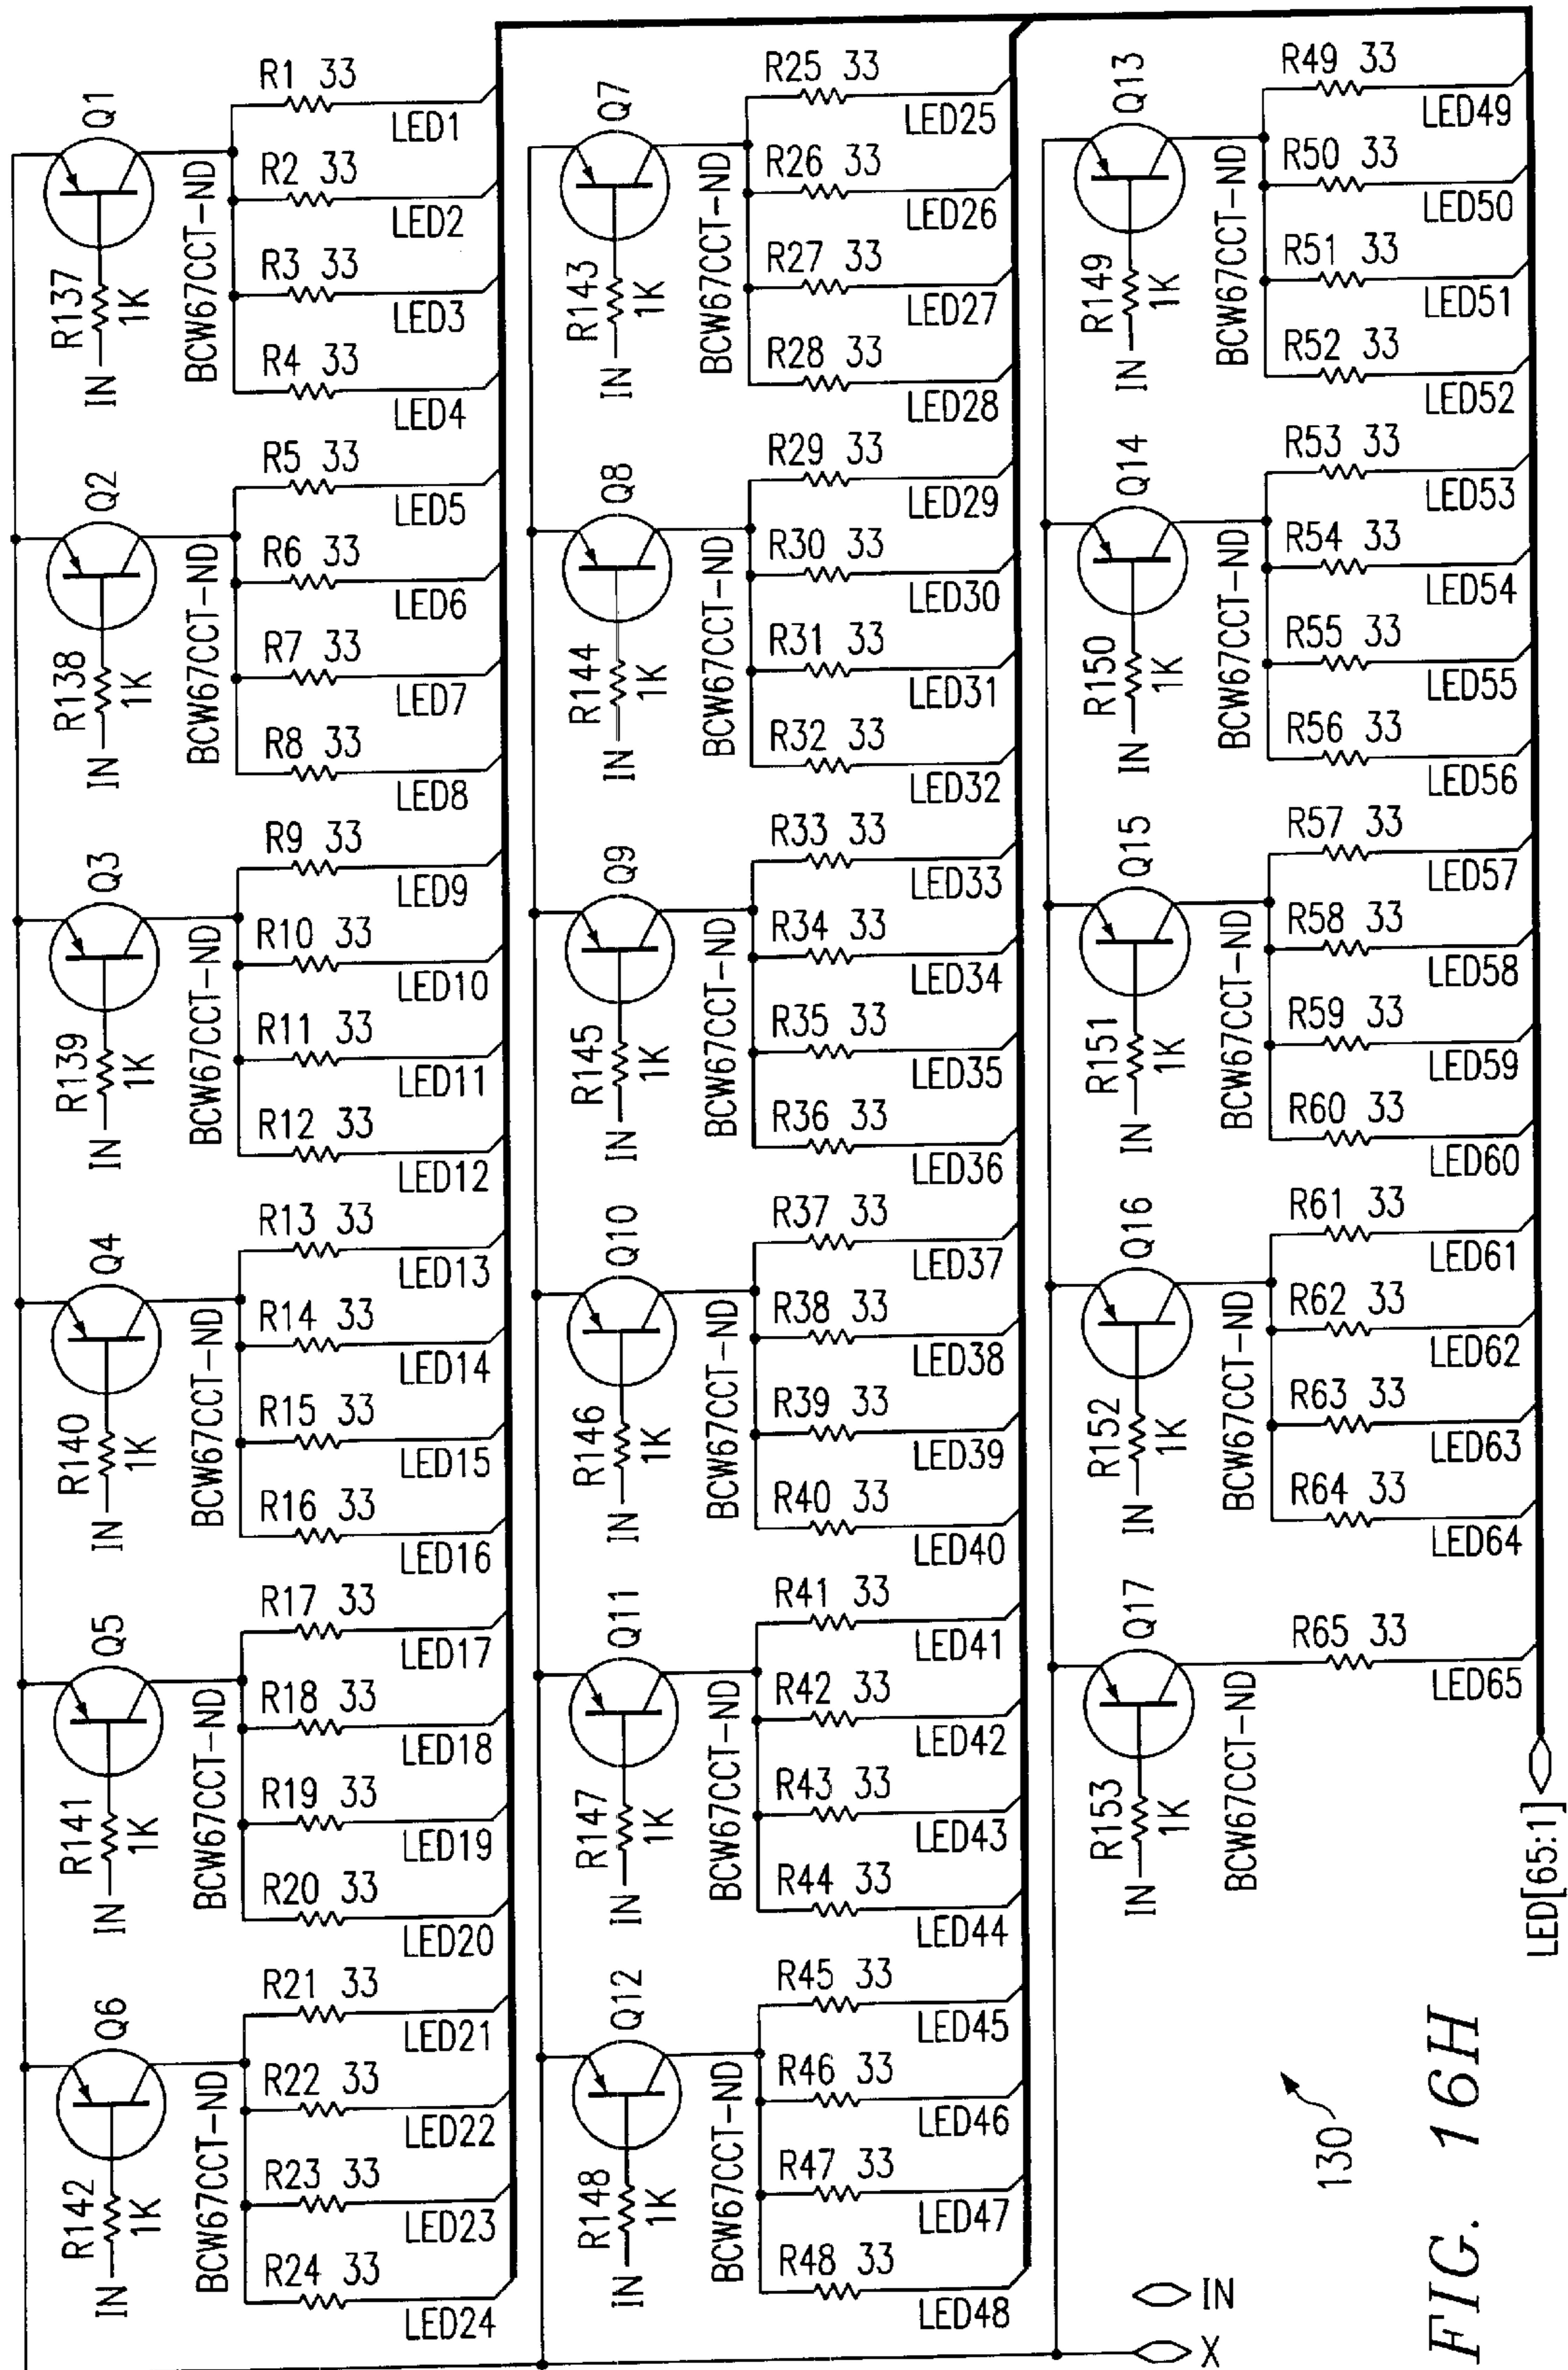 Q1
R137
1K
IN
BCW67CCT-ND
R1 33
LED1
R2 33
LED2
R3 33
LED3
R4 33
LED4
Q2
R138
1K
IN
BCW67CCT-ND
R5 33
LED5
R6 33
LED6
R7 33
LED7
R8 33
LED8
Q3
R139
1K
IN
BCW67CCT-ND
R9 33
LED9
R10 33
LED10
R11 33
LED11
R12 33
LED12
Q4
R140
1K
IN
BCW67CCT-ND
R13 33
LED13
R14 33
LED14
R15 33
LED15
R16 33
LED16
Q5
R141
1K
IN
BCW67CCT-ND
R17 33
LED17
R18 33
LED18
R19 33
LED19
R20 33
LED20
Q6
R142
1K
IN
BCW67CCT-ND
R21 33
LED21
R22 33
LED22
R23 33
LED23
R24 33
LED24
Q7
R143
1K
IN
BCW67CCT-ND
R25 33
LED25
R26 33
LED26
R27 33
LED27
R28 33
LED28
Q8
R144
1K
IN
BCW67CCT-ND
R29 33
LED29
R30 33
LED30
R31 33
LED31
R32 33
LED32
Q9
R145
1K
IN
BCW67CCT-ND
R33 33
LED33
R34 33
LED34
R35 33
LED35
R36 33
LED36
Q10
R146
1K
IN
BCW67CCT-ND
R37 33
LED37
R38 33
LED38
R39 33
LED39
R40 33
LED40
Q11
R147
1K
IN
BCW67CCT-ND
R41 33
LED41
R42 33
LED42
R43 33
LED43
R44 33
LED44
Q12
R148
1K
IN
BCW67CCT-ND
R45 33
LED45
R46 33
LED46
R47 33
LED47
R48 33
LED48
Q13
R149
1K
IN
BCW67CCT-ND
R49 33
LED49
R50 33
LED50
R51 33
LED51
R52 33
LED52
Q14
R150
1K
IN
BCW67CCT-ND
R53 33
LED53
R54 33
LED54
R55 33
LED55
R56 33
LED56
Q15
R151
1K
IN
BCW67CCT-ND
R57 33
LED57
R58 33
LED58
R59 33
LED59
R60 33
LED60
Q16
R152
1K
IN
BCW67CCT-ND
R61 33
LED61
R62 33
LED62
R63 33
LED63
R64 33
LED64
Q17
R153
1K
IN
BCW67CCT-ND
R65 33
LED65
LED[65:1]
IN
X
130
FIG. 16H